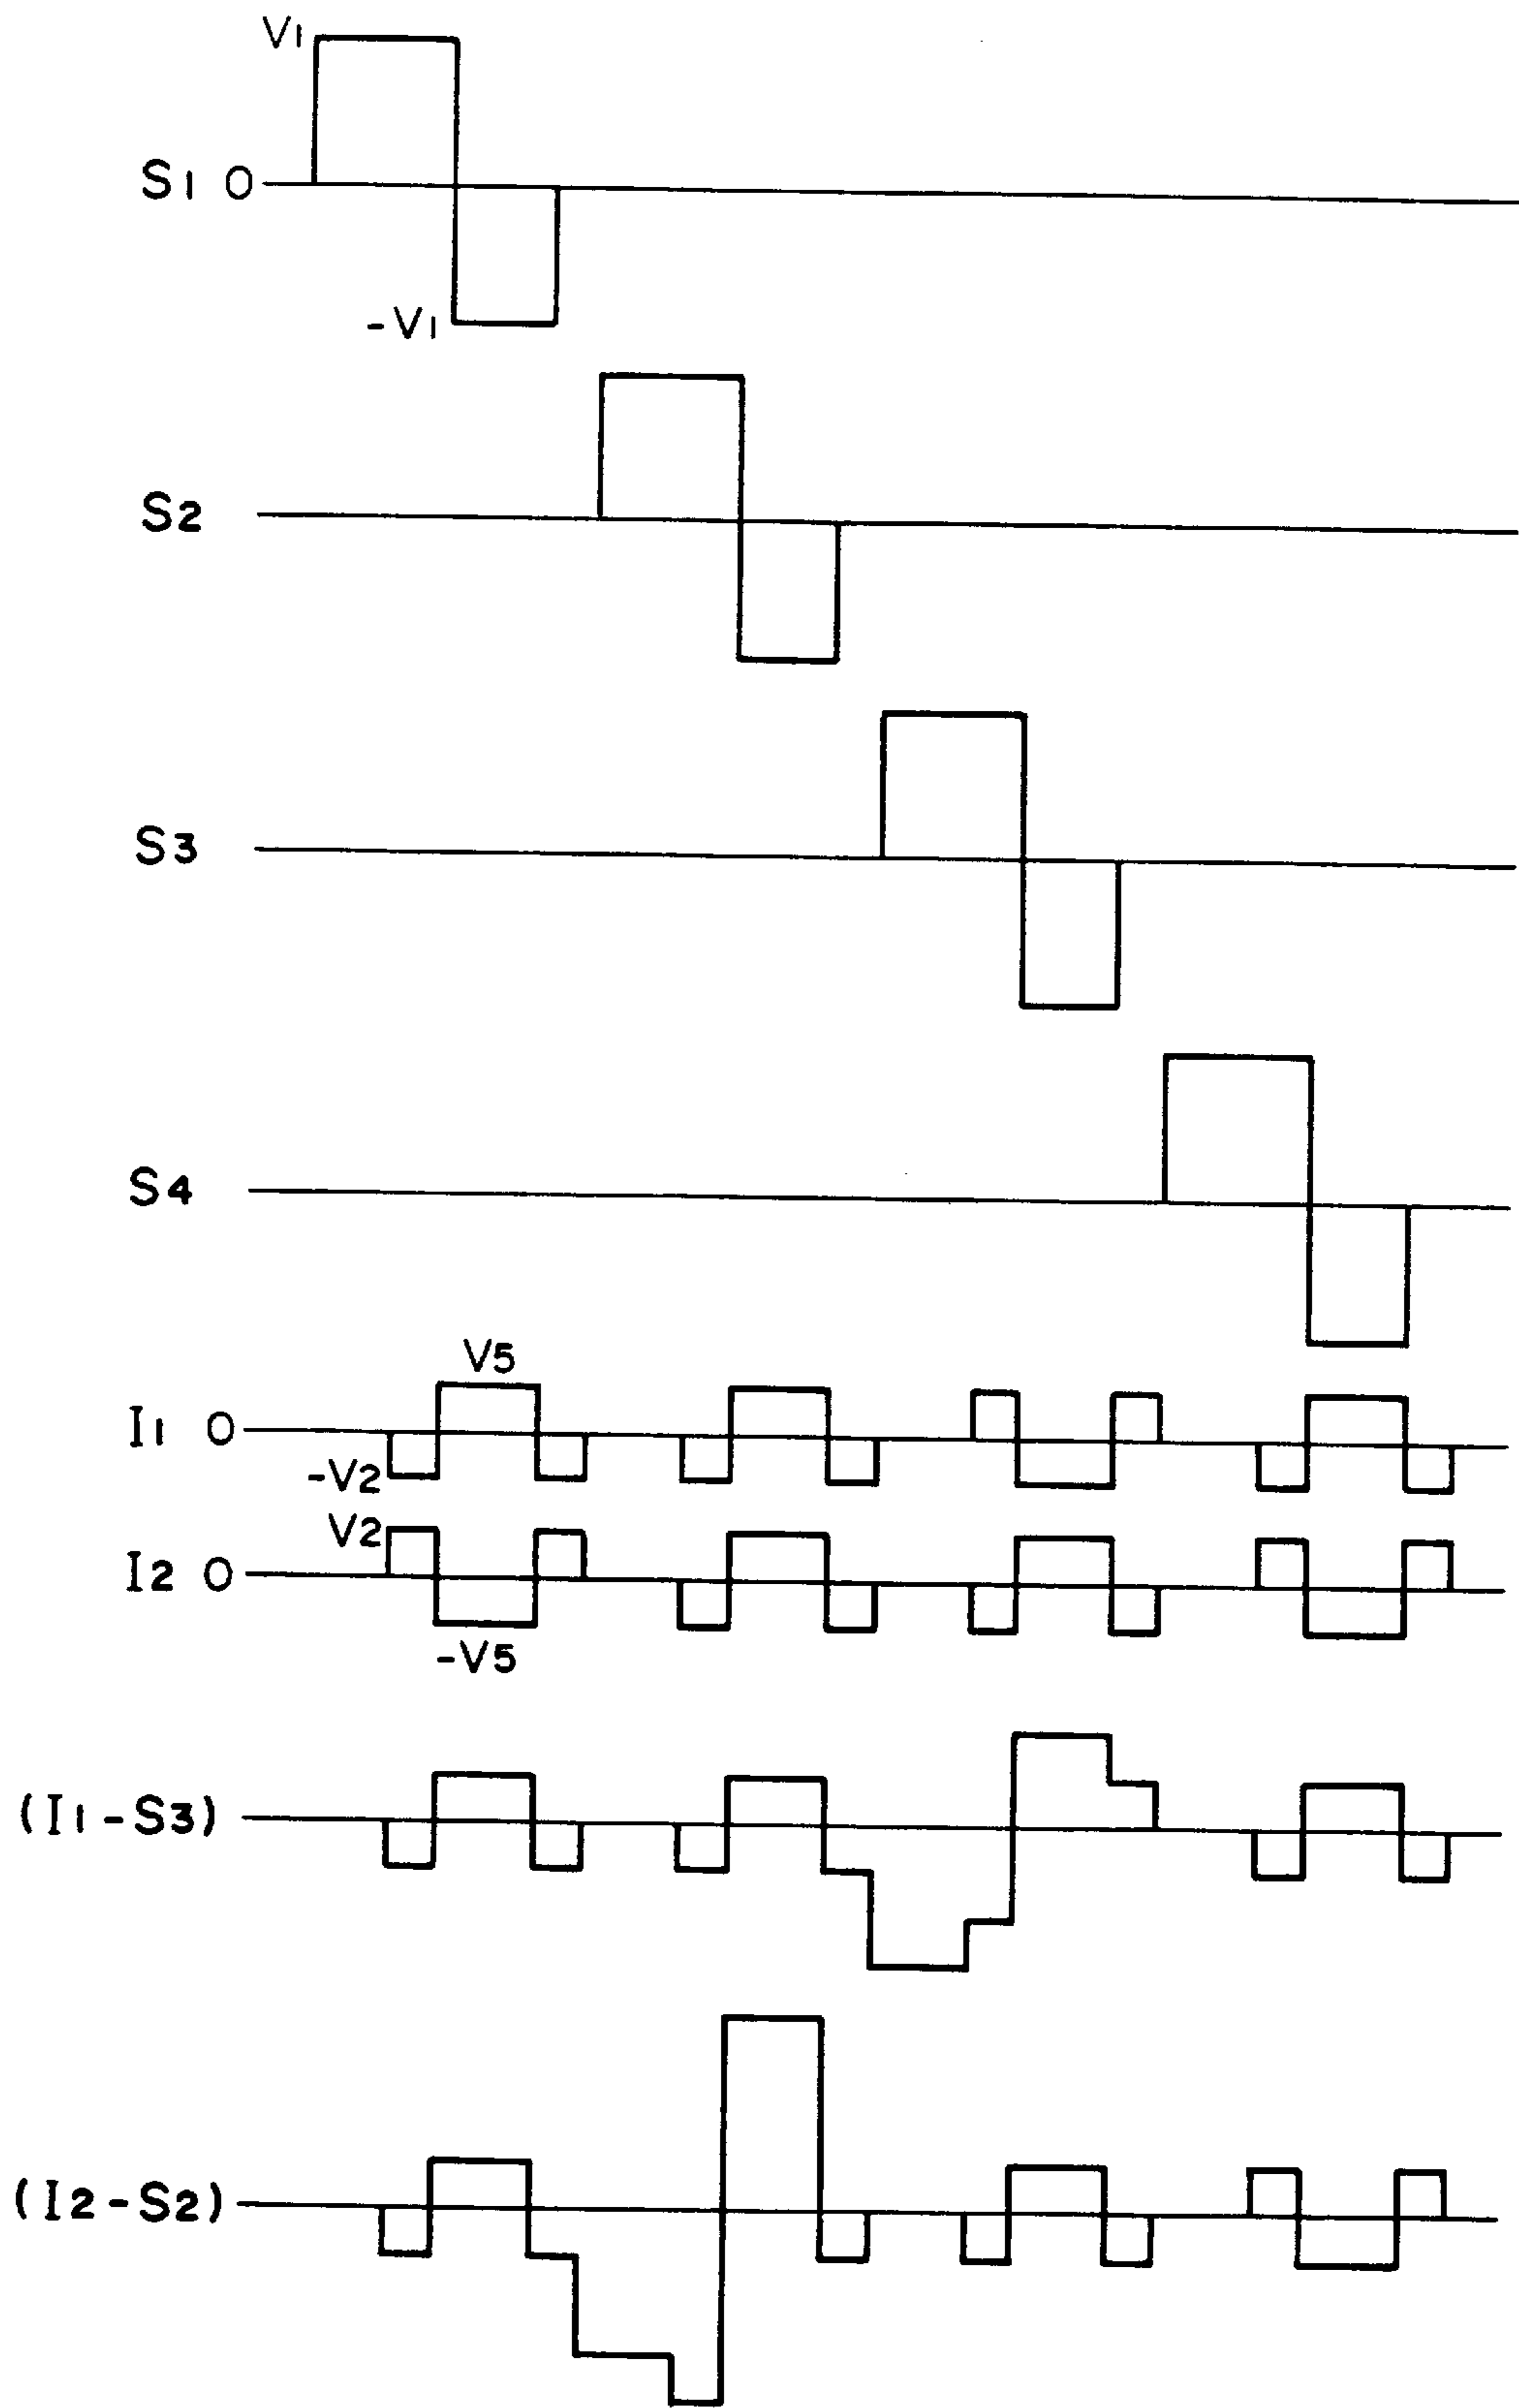 V1
S1 0
-V1
S2
S3
S4
V5
I1 0
-V2
V2
I2 0
-V5
(I1-S3)
(I2-S2)